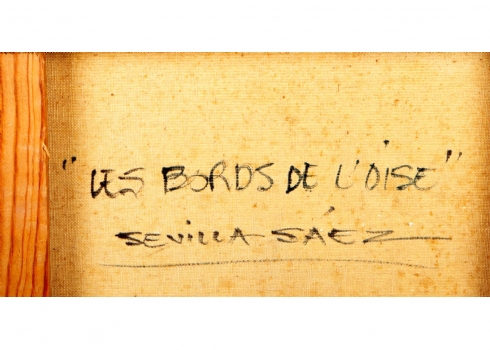 "LES BORDS DE L'OISE"
SEVILLA SÁEZ